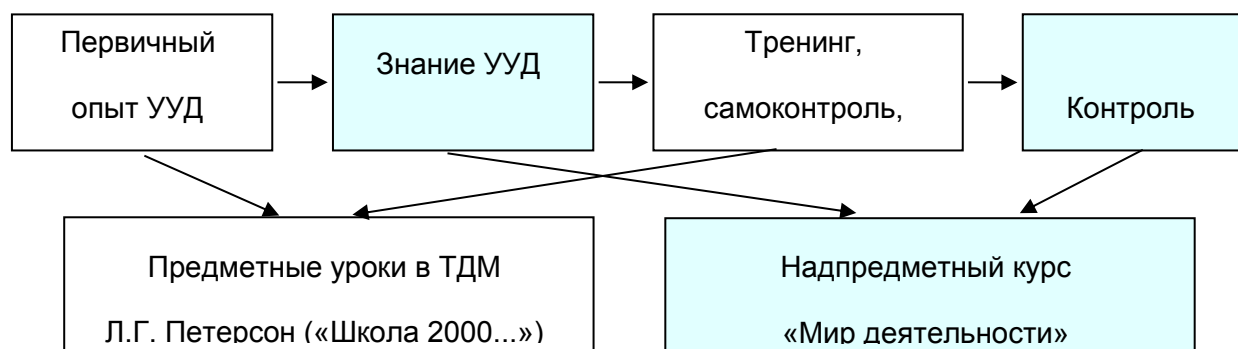 Первичный
опыт УУД
Знание УУД
Тренинг,
самоконтроль,
Контроль
Предметные уроки в ТДМ
Л.Г. Петерсон («Школа 2000...»)
Надпредметный курс
«Мир деятельности»